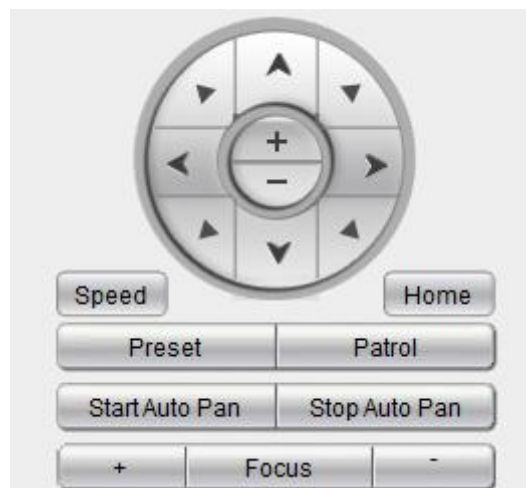 +
−
Speed Home
Preset Patrol
Start Auto Pan Stop Auto Pan
+ Focus -